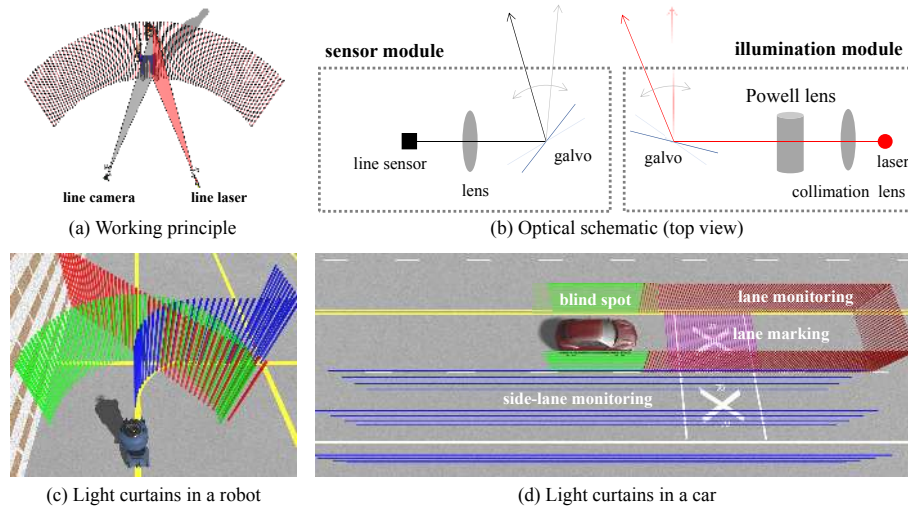 line camera
line laser
(a) Working principle
sensor module
illumination module
line sensor
lens
galvo
galvo
Powell lens
collimation lens
laser
(b) Optical schematic (top view)
(c) Light curtains in a robot
blind spot
lane monitoring
lane marking
side-lane monitoring
(d) Light curtains in a car